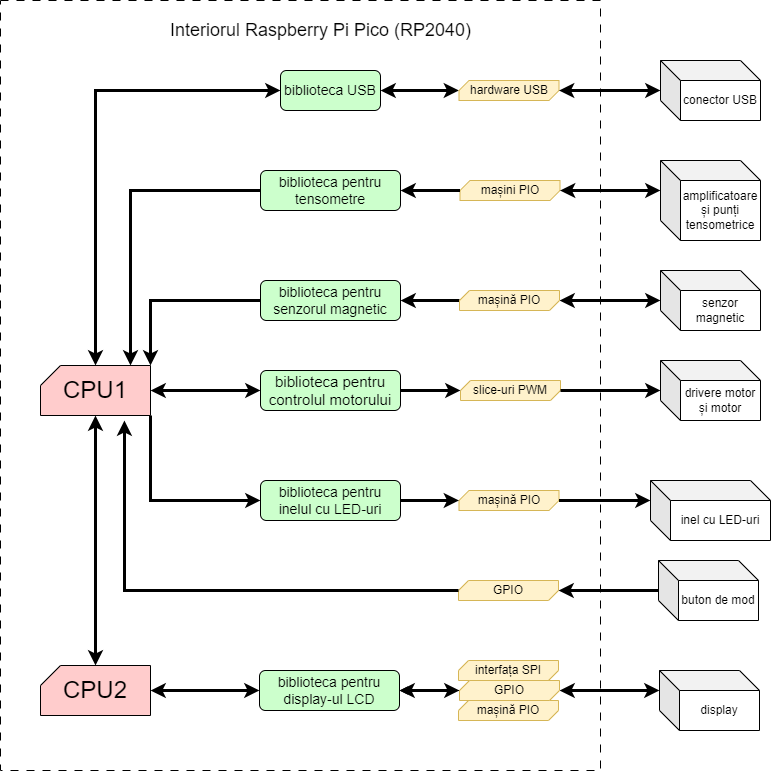 Interiorul Raspberry Pi Pico (RP2040)
biblioteca USB
hardware USB
conector USB
biblioteca pentru
tensometre
mașini PIO
amplificatoare
și punți
tensometrice
biblioteca pentru
senzorul magnetic
mașină PIO
senzor
magnetic
CPU1
biblioteca pentru
controlul motorului
slice-uri PWM
drivere motor
și motor
biblioteca pentru
inelul cu LED-uri
mașină PIO
inel cu LED-uri
GPIO
buton de mod
CPU2
biblioteca pentru
display-ul LCD
interfața SPI
GPIO
mașină PIO
display